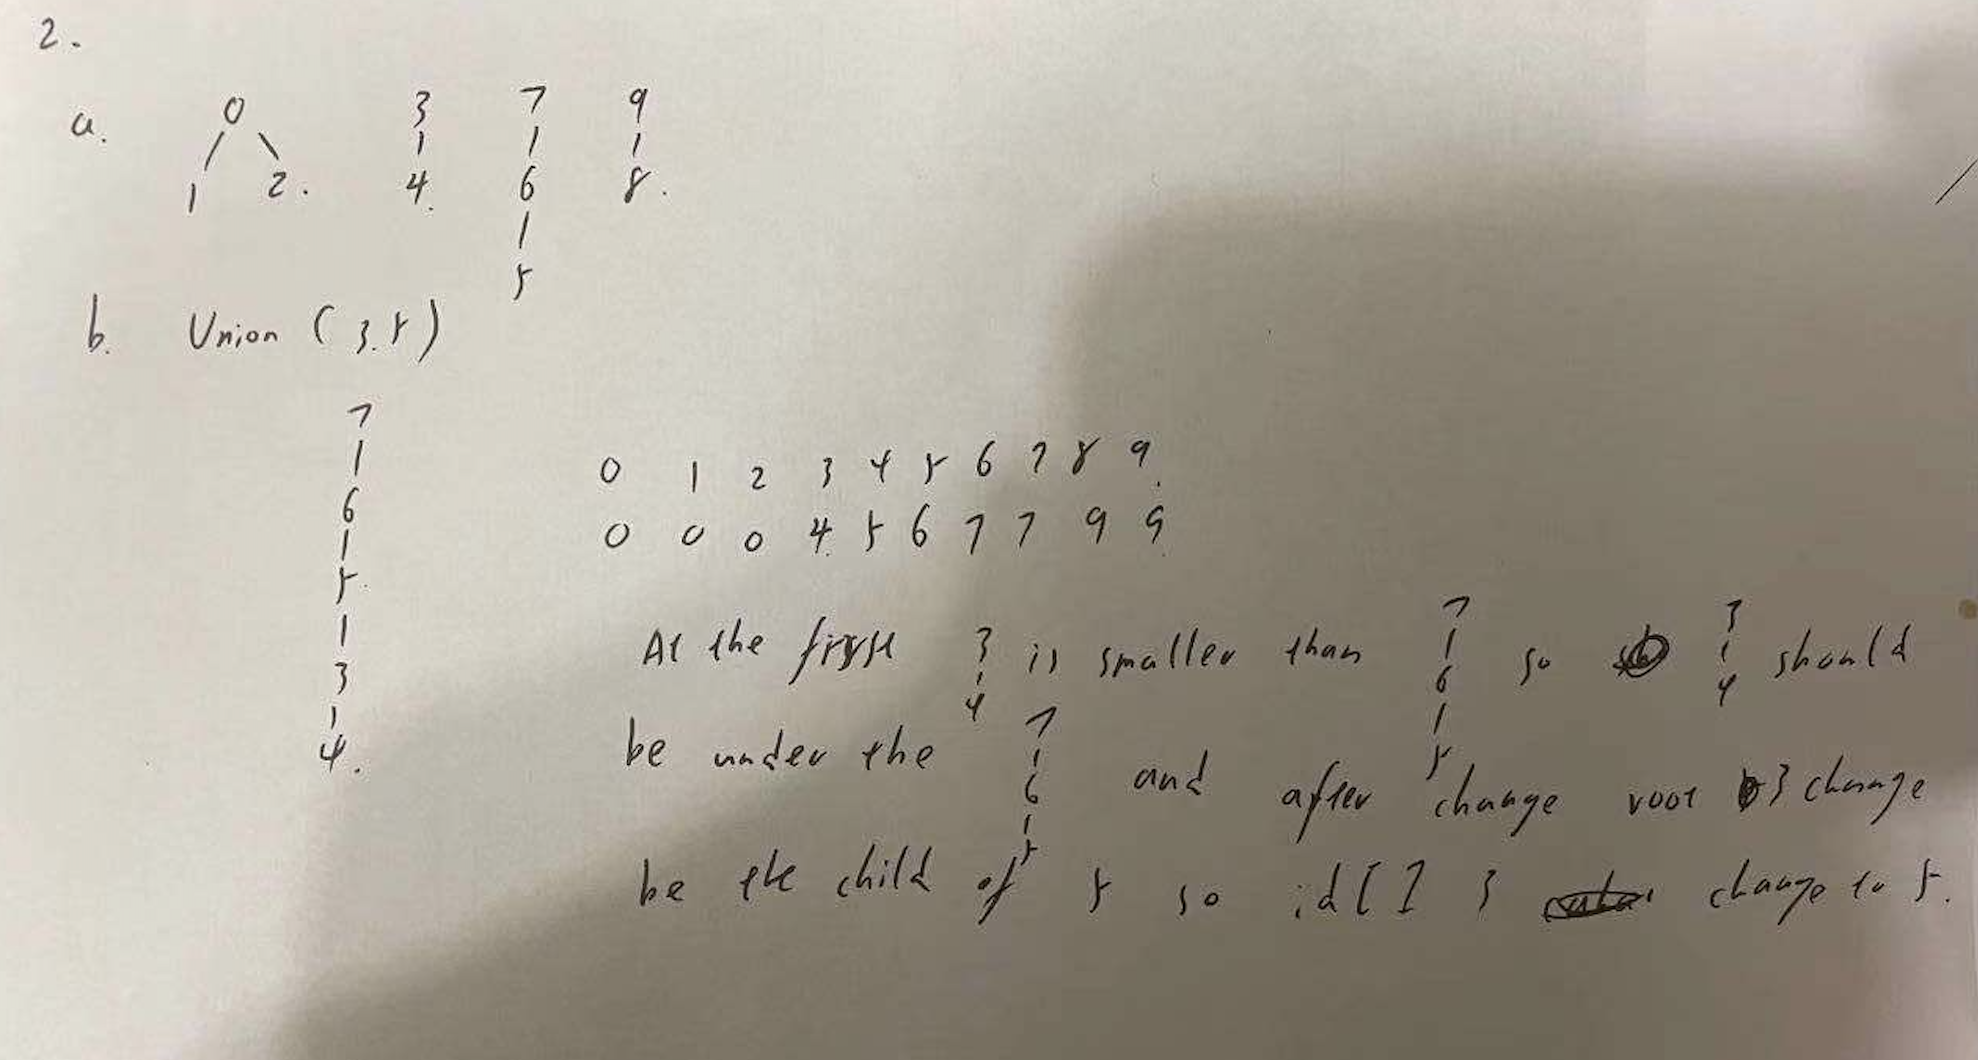 2.
a.
0 3 7 9
1 2. 4. 6 8.
5
b. Union (3.5)
7
6
5.
3
4.
0 1 2 3 4 5 6 7 8 9.
0 0 0 4 5 6 7 7 9 9
At the first 3 4 is smaller than 7 6 5 so 3 4 should
be under the 7 6 5 and after change root 3 change
be the child of 5 so id[] 3 change to 5.